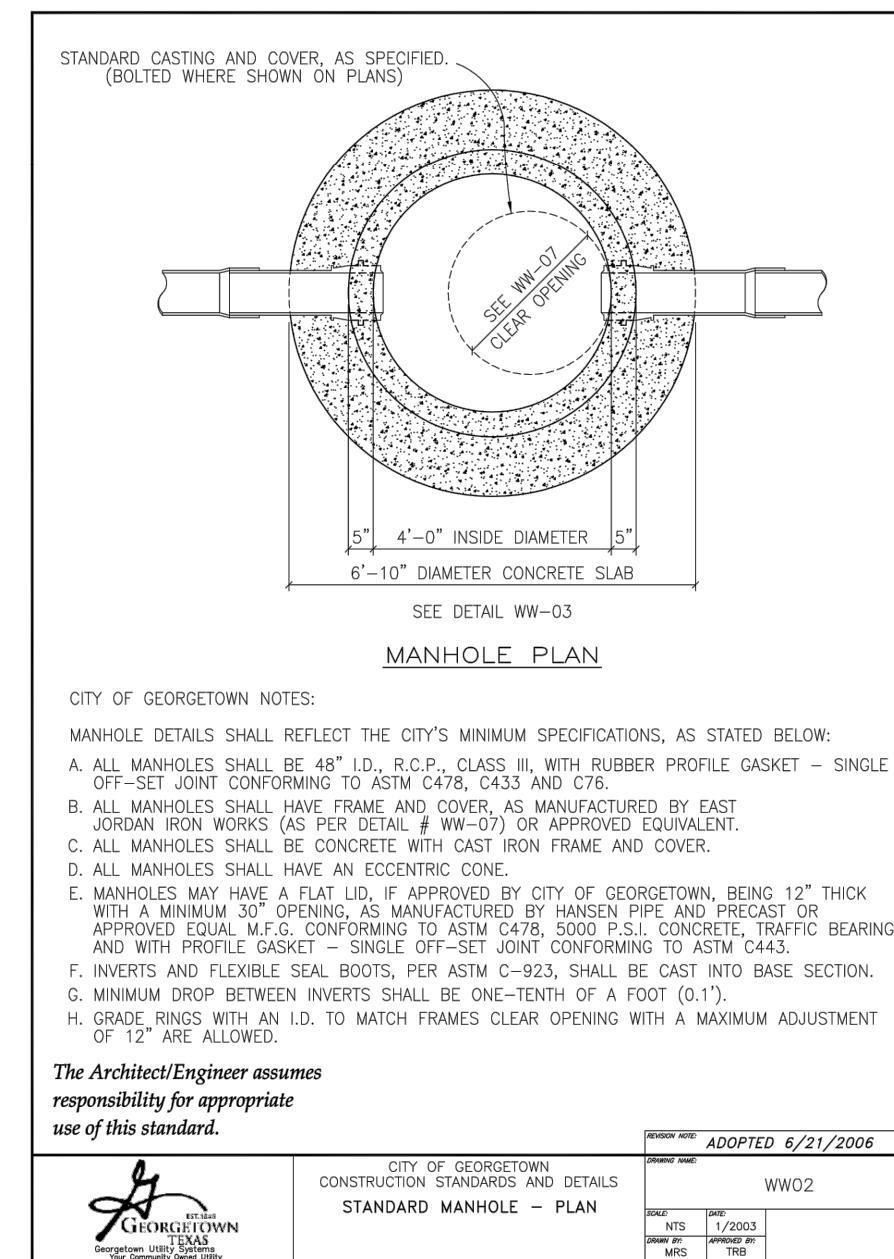 STANDARD CASTING AND COVER, AS SPECIFIED.
(BOLTED WHERE SHOWN ON PLANS)
SEE WW-07
CLEAR OPENING
5" 4'-0" INSIDE DIAMETER 5"
6'-10" DIAMETER CONCRETE SLAB
SEE DETAIL WW-03
MANHOLE PLAN
CITY OF GEORGETOWN NOTES:
MANHOLE DETAILS SHALL REFLECT THE CITY'S MINIMUM SPECIFICATIONS, AS STATED BELOW:
A. ALL MANHOLES SHALL BE 48" I.D., R.C.P., CLASS III, WITH RUBBER PROFILE GASKET - SINGLE
OFF-SET JOINT CONFORMING TO ASTM C478, C433 AND C76.
B. ALL MANHOLES SHALL HAVE FRAME AND COVER, AS MANUFACTURED BY EAST
JORDAN IRON WORKS (AS PER DETAIL # WW-07) OR APPROVED EQUIVALENT.
C. ALL MANHOLES SHALL BE CONCRETE WITH CAST IRON FRAME AND COVER.
D. ALL MANHOLES SHALL HAVE AN ECCENTRIC CONE.
E. MANHOLES MAY HAVE A FLAT LID, IF APPROVED BY CITY OF GEORGETOWN, BEING 12" THICK
WITH A MINIMUM 30" OPENING, AS MANUFACTURED BY HANSEN PIPE AND PRECAST OR
APPROVED EQUAL M.F.G. CONFORMING TO ASTM C478, 5000 P.S.I. CONCRETE, TRAFFIC BEARING
AND WITH PROFILE GASKET - SINGLE OFF-SET JOINT CONFORMING TO ASTM C443.
F. INVERTS AND FLEXIBLE SEAL BOOTS, PER ASTM C-923, SHALL BE CAST INTO BASE SECTION.
G. MINIMUM DROP BETWEEN INVERTS SHALL BE ONE-TENTH OF A FOOT (0.1').
H. GRADE RINGS WITH AN I.D. TO MATCH FRAMES CLEAR OPENING WITH A MAXIMUM ADJUSTMENT
OF 12" ARE ALLOWED.
The Architect/Engineer assumes
responsibility for appropriate
use of this standard.
REVISION NOTE: ADOPTED 6/21/2006
EST. 1848
GEORGETOWN
TEXAS
Georgetown Utility Systems
Your Community Owned Utility
CITY OF GEORGETOWN
CONSTRUCTION STANDARDS AND DETAILS
STANDARD MANHOLE - PLAN
DRAWING NAME:
WW02
SCALE: DATE:
NTS 1/2003
DRAWN BY: APPROVED BY:
MRS TRB